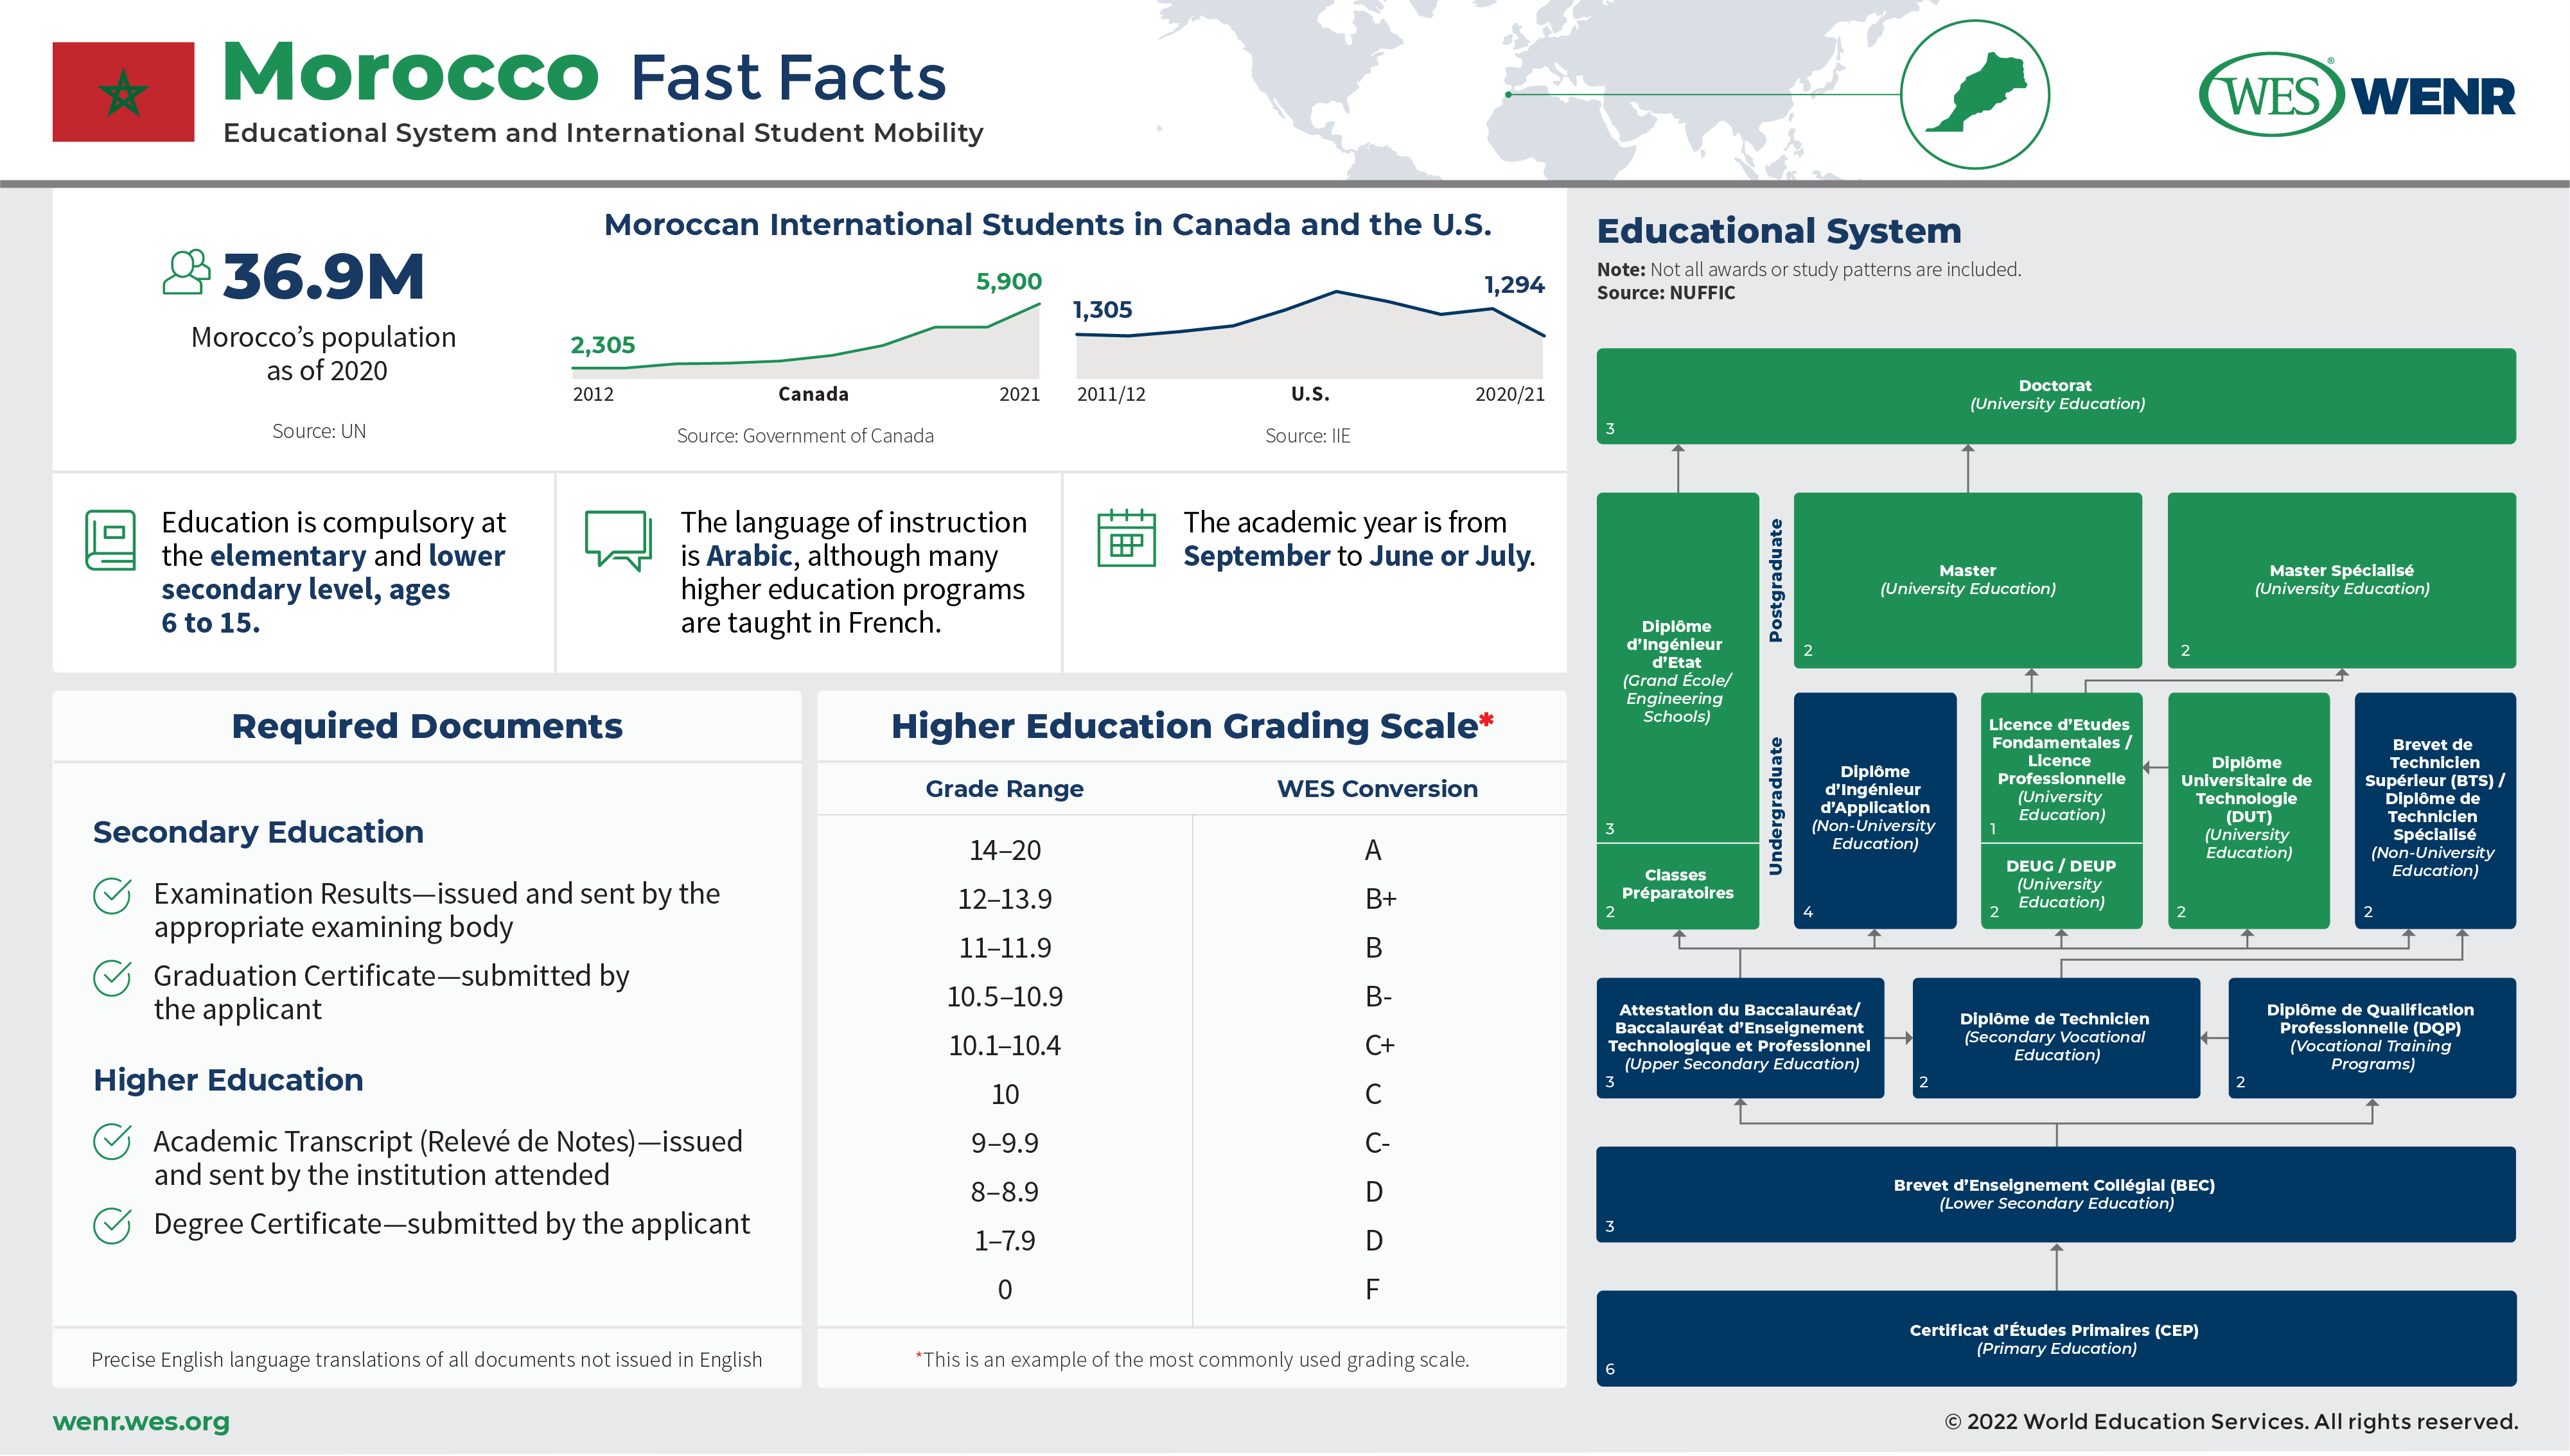 Morocco Fast Facts
Educational System and International Student Mobility
WES® WENR
36.9M
Morocco’s population
as of 2020
Source: UN
Moroccan International Students in Canada and the U.S.
2,305
5,900
2012
Canada
2021
Source: Government of Canada
1,305
1,294
2011/12
U.S.
2020/21
Source: IIE
Education is compulsory at
the elementary and lower
secondary level, ages
6 to 15.
The language of instruction
is Arabic, although many
higher education programs
are taught in French.
The academic year is from
September to June or July.
Required Documents
Secondary Education
Examination Results—issued and sent by the
appropriate examining body
Graduation Certificate—submitted by
the applicant
Higher Education
Academic Transcript (Relevé de Notes)—issued
and sent by the institution attended
Degree Certificate—submitted by the applicant
Precise English language translations of all documents not issued in English
Higher Education Grading Scale*
Grade Range WES Conversion
14–20 A
12–13.9 B+
11–11.9 B
10.5–10.9 B-
10.1–10.4 C+
10 C
9–9.9 C-
8–8.9 D
1–7.9 D
0 F
*This is an example of the most commonly used grading scale.
Educational System
Note: Not all awards or study patterns are included.
Source: NUFFIC
Doctorat
(University Education)
3
Diplôme
d’Ingénieur
d’Etat
(Grand École/
Engineering
Schools)
3
Classes
Préparatoires
2
Postgraduate
Undergraduate
Master
(University Education)
2
Master Spécialisé
(University Education)
2
Diplôme
d’Ingénieur
d’Application
(Non-University
Education)
4
Licence d’Etudes
Fondamentales /
Licence
Professionnelle
(University
Education)
1
DEUG / DEUP
(University
Education)
2
Diplôme
Universitaire de
Technologie
(DUT)
(University
Education)
2
Brevet de
Technicien
Supérieur (BTS) /
Diplôme de
Technicien
Spécialisé
(Non-University
Education)
2
Attestation du Baccalauréat/
Baccalauréat d’Enseignement
Technologique et Professionnel
(Upper Secondary Education)
3
Diplôme de Technicien
(Secondary Vocational
Education)
2
Diplôme de Qualification
Professionnelle (DQP)
(Vocational Training
Programs)
2
Brevet d’Enseignement Collégial (BEC)
(Lower Secondary Education)
3
Certificat d’Études Primaires (CEP)
(Primary Education)
6
wenr.wes.org
© 2022 World Education Services. All rights reserved.